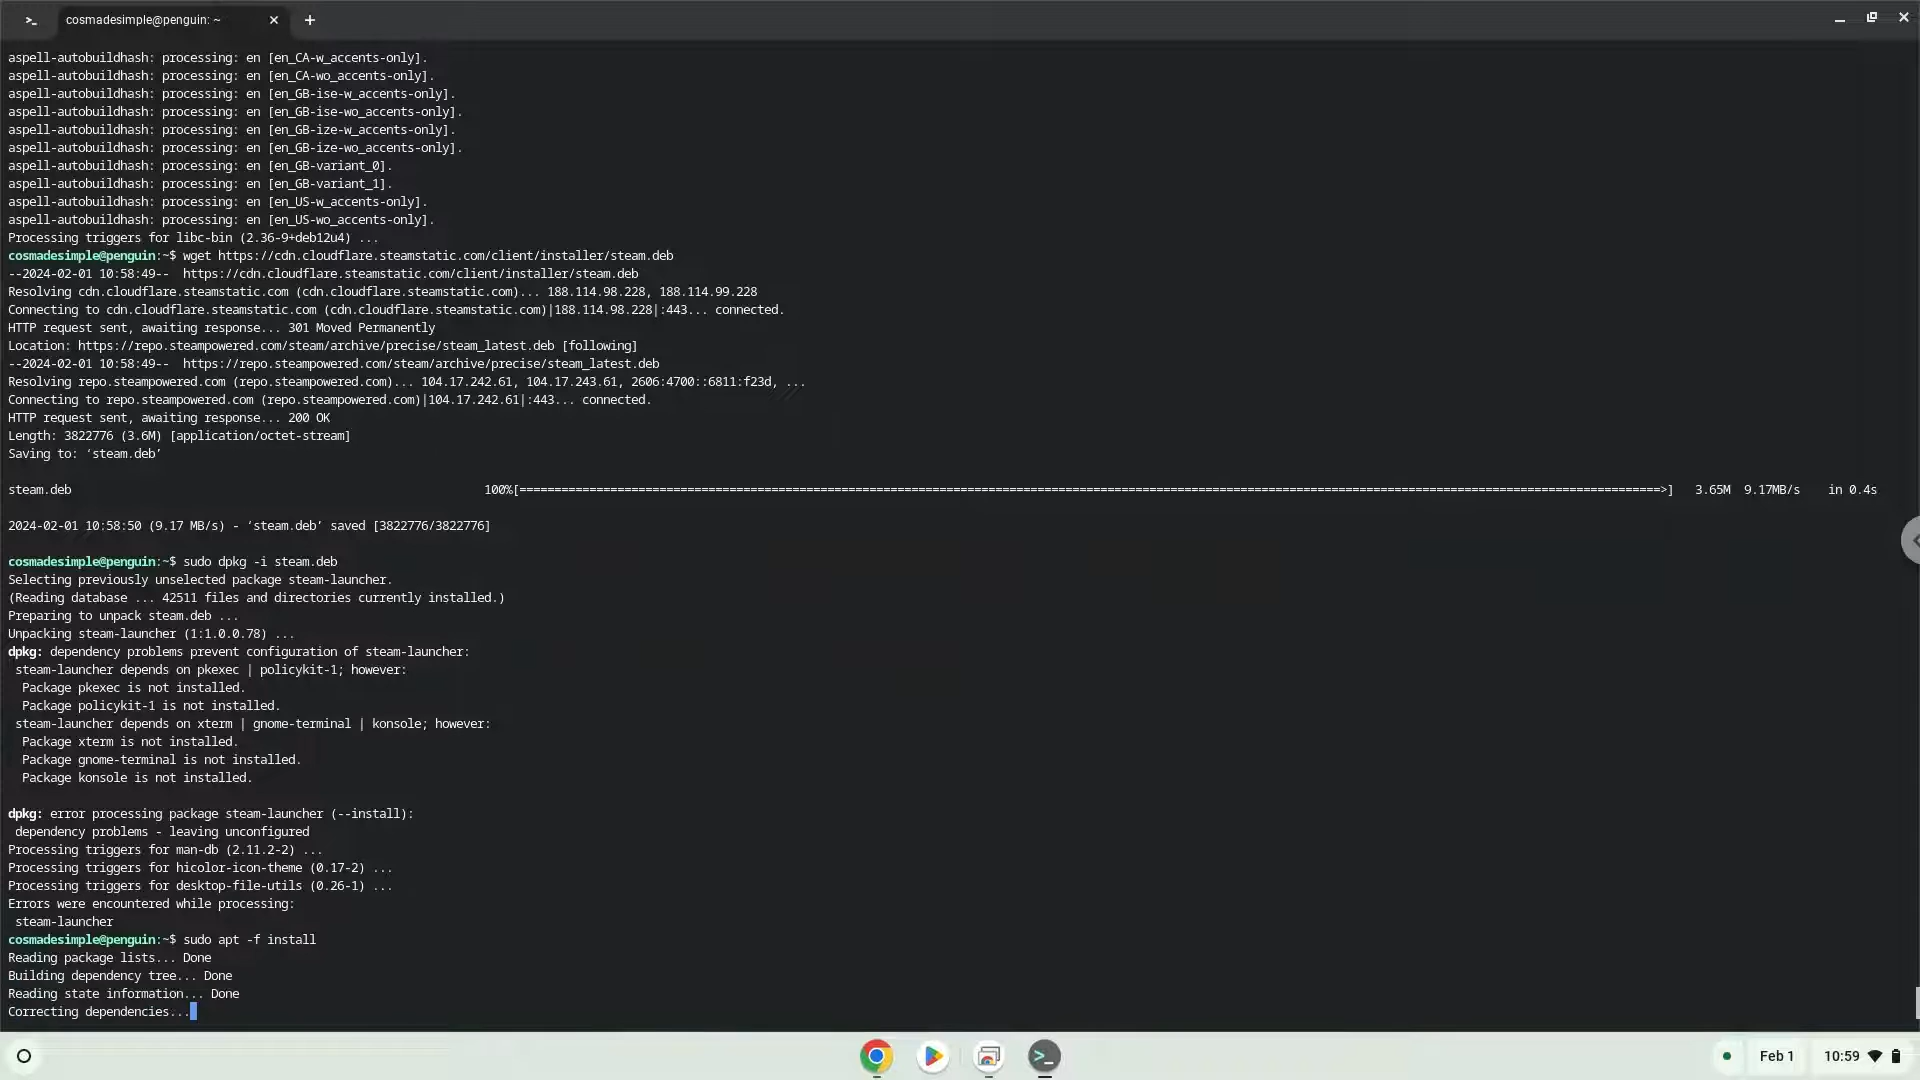 cosmadesimple@penguin: ~
aspell-autobuildhash: processing: en [en_CA-w_accents-only].
aspell-autobuildhash: processing: en [en_CA-wo_accents-only].
aspell-autobuildhash: processing: en [en_GB-ise-w_accents-only].
aspell-autobuildhash: processing: en [en_GB-ise-wo_accents-only].
aspell-autobuildhash: processing: en [en_GB-ize-w_accents-only].
aspell-autobuildhash: processing: en [en_GB-ize-wo_accents-only].
aspell-autobuildhash: processing: en [en_GB-variant_0].
aspell-autobuildhash: processing: en [en_GB-variant_1].
aspell-autobuildhash: processing: en [en_US-w_accents-only].
aspell-autobuildhash: processing: en [en_US-wo_accents-only].
Processing triggers for libc-bin (2.36-9+deb12u4) ...
cosmadesimple@penguin:~$ wget https://cdn.cloudflare.steamstatic.com/client/installer/steam.deb
--2024-02-01 10:58:49--  https://cdn.cloudflare.steamstatic.com/client/installer/steam.deb
Resolving cdn.cloudflare.steamstatic.com (cdn.cloudflare.steamstatic.com)... 188.114.98.228, 188.114.99.228
Connecting to cdn.cloudflare.steamstatic.com (cdn.cloudflare.steamstatic.com)|188.114.98.228|:443... connected.
HTTP request sent, awaiting response... 301 Moved Permanently
Location: https://repo.steampowered.com/steam/archive/precise/steam_latest.deb [following]
--2024-02-01 10:58:49--  https://repo.steampowered.com/steam/archive/precise/steam_latest.deb
Resolving repo.steampowered.com (repo.steampowered.com)... 104.17.242.61, 104.17.243.61, 2606:4700::6811:f23d, ...
Connecting to repo.steampowered.com (repo.steampowered.com)|104.17.242.61|:443... connected.
HTTP request sent, awaiting response... 200 OK
Length: 3822776 (3.6M) [application/octet-stream]
Saving to: ‘steam.deb’
steam.deb 100%[===================================================================================================================================================================>] 3.65M 9.17MB/s in 0.4s
2024-02-01 10:58:50 (9.17 MB/s) - ‘steam.deb’ saved [3822776/3822776]
cosmadesimple@penguin:~$ sudo dpkg -i steam.deb
Selecting previously unselected package steam-launcher.
(Reading database ... 42511 files and directories currently installed.)
Preparing to unpack steam.deb ...
Unpacking steam-launcher (1:1.0.0.78) ...
dpkg: dependency problems prevent configuration of steam-launcher:
 steam-launcher depends on pkexec | policykit-1; however:
  Package pkexec is not installed.
  Package policykit-1 is not installed.
 steam-launcher depends on xterm | gnome-terminal | konsole; however:
  Package xterm is not installed.
  Package gnome-terminal is not installed.
  Package konsole is not installed.
dpkg: error processing package steam-launcher (--install):
 dependency problems - leaving unconfigured
Processing triggers for man-db (2.11.2-2) ...
Processing triggers for hicolor-icon-theme (0.17-2) ...
Processing triggers for desktop-file-utils (0.26-1) ...
Errors were encountered while processing:
 steam-launcher
cosmadesimple@penguin:~$ sudo apt -f install
Reading package lists... Done
Building dependency tree... Done
Reading state information... Done
Correcting dependencies...
Feb 1 10:59